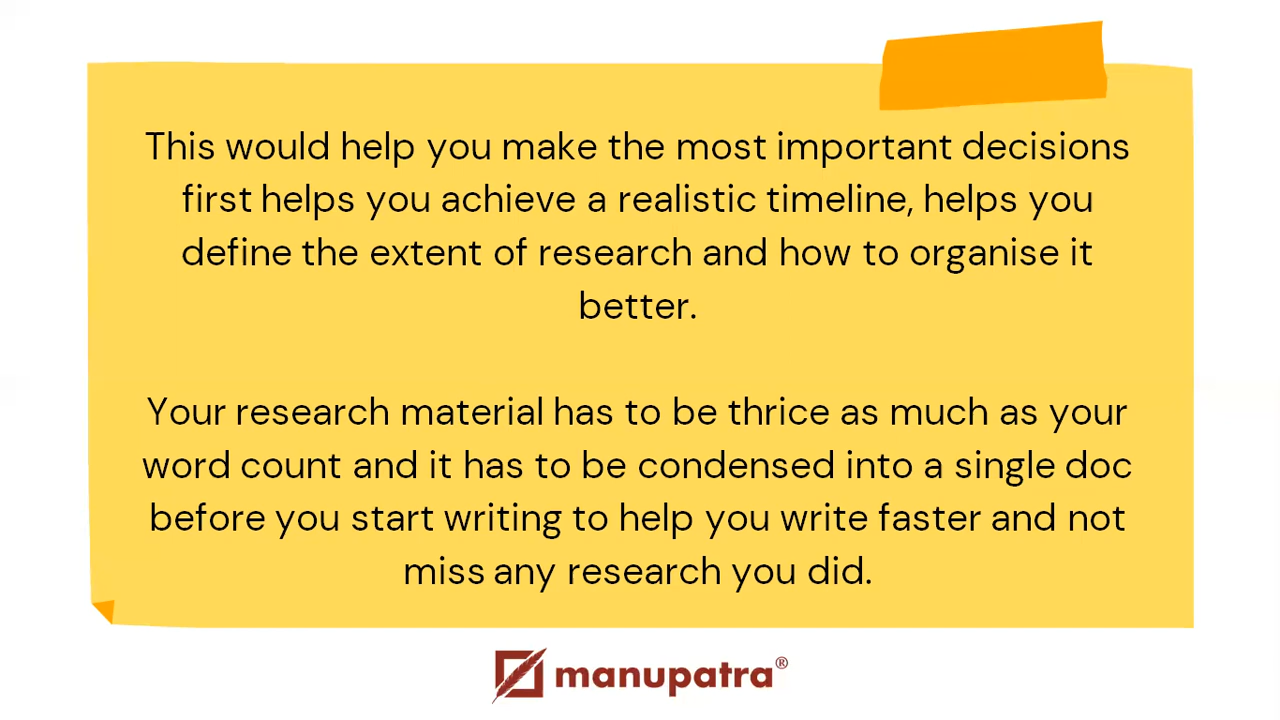 This would help you make the most important decisions
first helps you achieve a realistic timeline, helps you
define the extent of research and how to organise it
better.
Your research material has to be thrice as much as your
word count and it has to be condensed into a single doc
before you start writing to help you write faster and not
miss any research you did.
manupatra®